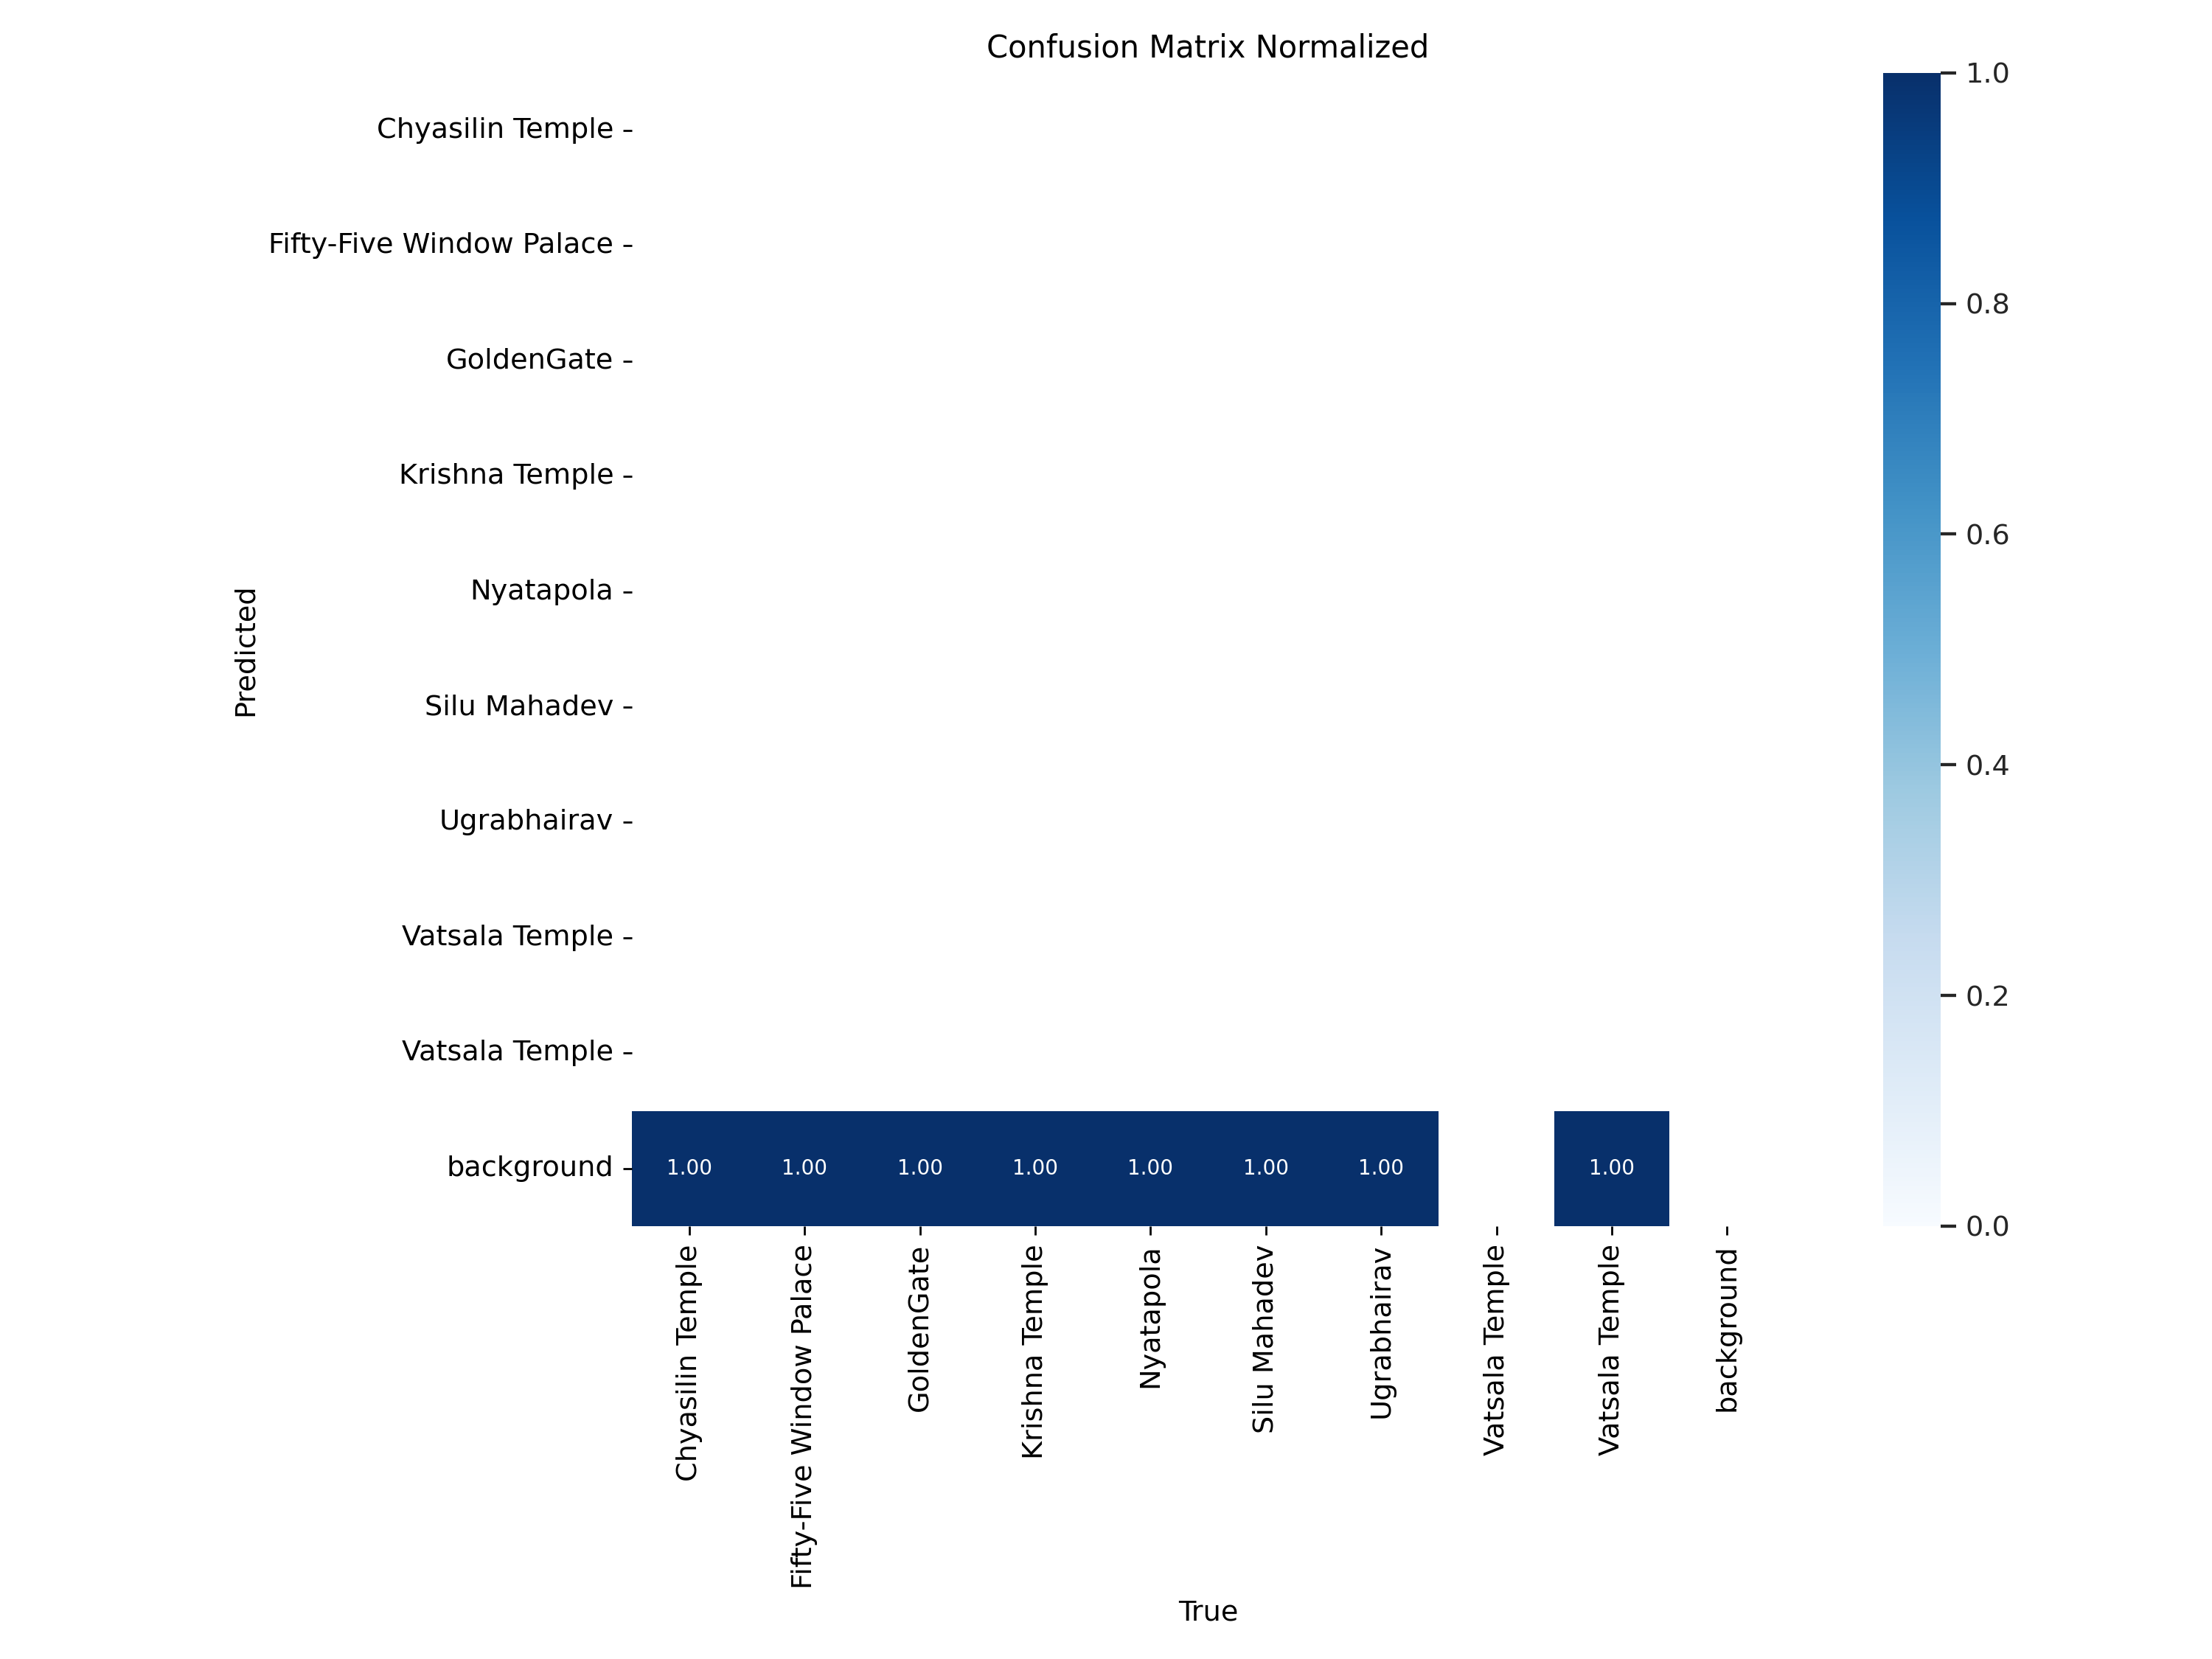 Confusion Matrix Normalized
Chyasilin Temple
Fifty-Five Window Palace
GoldenGate
Krishna Temple
Nyatapola
Silu Mahadev
Ugrabhairav
Vatsala Temple
Vatsala Temple
background
Predicted
1.00 1.00 1.00 1.00 1.00 1.00 1.00 1.00
Chyasilin Temple
Fifty-Five Window Palace
GoldenGate
Krishna Temple
Nyatapola
Silu Mahadev
Ugrabhairav
Vatsala Temple
Vatsala Temple
background
True
1.0
0.8
0.6
0.4
0.2
0.0